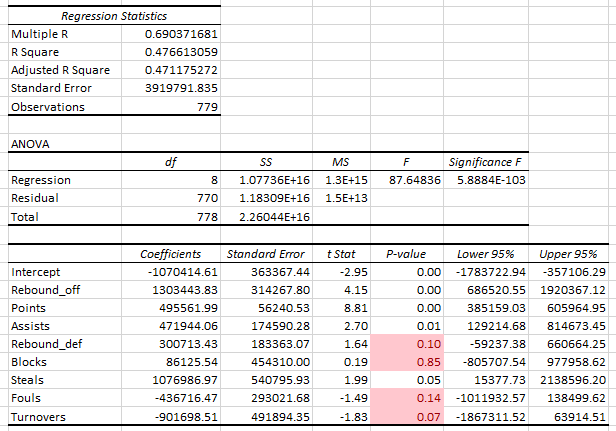 Regression Statistics
Multiple R 0.690371681
R Square 0.476613059
Adjusted R Square 0.471175272
Standard Error 3919791.835
Observations 779
ANOVA
df SS MS F Significance F
Regression 8 1.07736E+16 1.3E+15 87.64836 5.8884E-103
Residual 770 1.18309E+16 1.5E+13
Total 778 2.26044E+16
Coefficients Standard Error t Stat P-value Lower 95% Upper 95%
Intercept -1070414.61 363367.44 -2.95 0.00 -1783722.94 -357106.29
Rebound_off 1303443.83 314267.80 4.15 0.00 686520.55 1920367.12
Points 495561.99 56240.53 8.81 0.00 385159.03 605964.95
Assists 471944.06 174590.28 2.70 0.01 129214.68 814673.45
Rebound_def 300713.43 183363.07 1.64 0.10 -59237.38 660664.25
Blocks 86125.54 454310.00 0.19 0.85 -805707.54 977958.62
Steals 1076986.97 540795.93 1.99 0.05 15377.73 2138596.20
Fouls -436716.47 293021.68 -1.49 0.14 -1011932.57 138499.62
Turnovers -901698.51 491894.35 -1.83 0.07 -1867311.52 63914.51